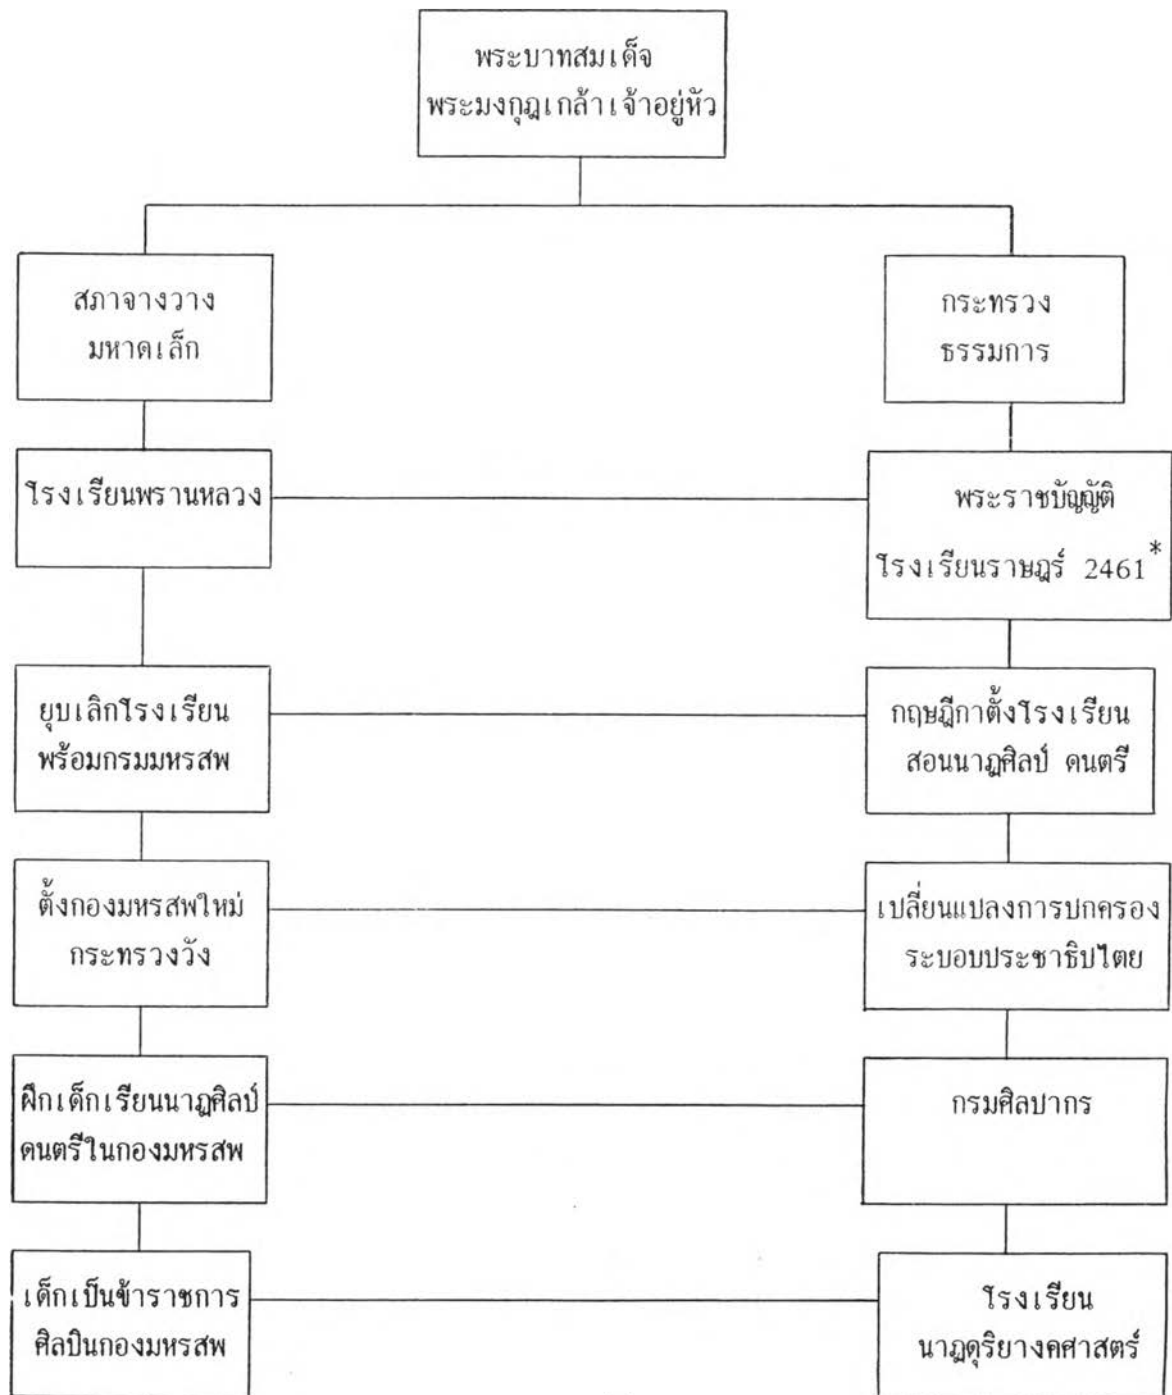 พระบาทสมเด็จ
พระมงกุฎเกล้าเจ้าอยู่หัว
สภาจางวาง
มหาดเล็ก
กระทรวง
ธรรมการ
โรงเรียนพรานหลวง
พระราชบัญญัติ
โรงเรียนราษฎร์ 2461*
ยุบเลิกโรงเรียน
พร้อมกรมมหรสพ
กฤษฎีกาตั้งโรงเรียน
สอนนาฏศิลป์ ดนตรี
ตั้งกองมหรสพใหม่
กระทรวงวัง
เปลี่ยนแปลงการปกครอง
ระบอบประชาธิปไตย
ฝึกเด็กเรียนนาฏศิลป์
ดนตรีในกองมหรสพ
กรมศิลปากร
เด็กเป็นข้าราชการ
ศิลปินกองมหรสพ
โรงเรียน
นาฏดุริยางคศาสตร์